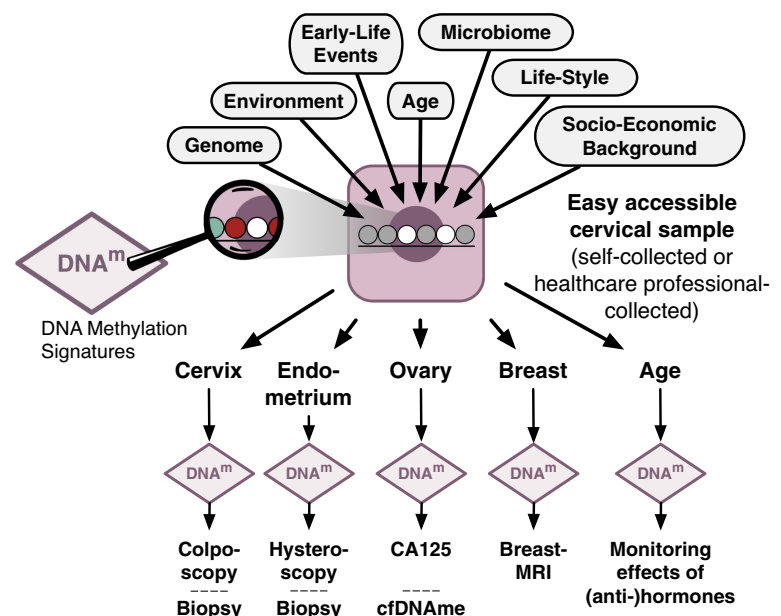 Early-Life
Events
Microbiome
Environment
Age
Life-Style
Genome
Socio-Economic
Background
DNAm
DNA Methylation
Signatures
Easy accessible
cervical sample
(self-collected or
healthcare professional-
collected)
Cervix
Endo-
metrium
Ovary
Breast
Age
DNAm
DNAm
DNAm
DNAm
DNAm
Colpo-
scopy
----
Biopsy
Hystero-
scopy
----
Biopsy
CA125
----
cfDNAme
Breast-
MRI
Monitoring
effects of
(anti-)hormones